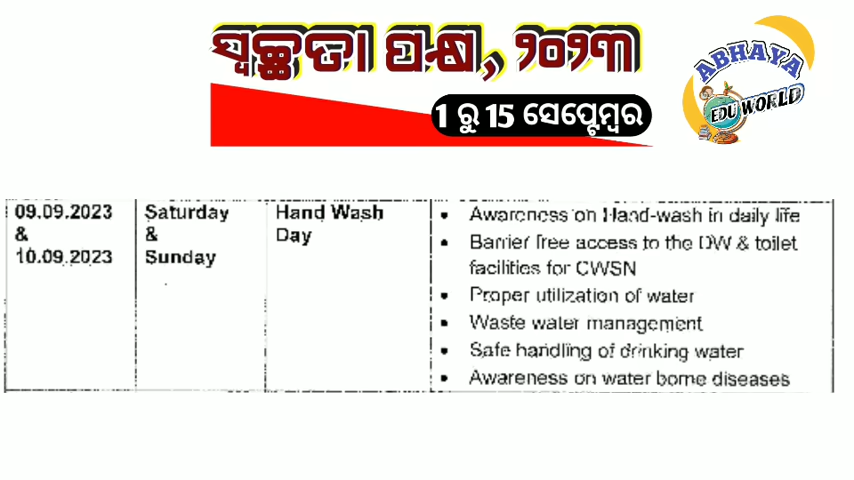 ସ୍ୱଚ୍ଛତା ପକ୍ଷ, ୨୦୨୩
1 ରୁ 15 ସେପ୍ଟେମ୍ବର
ABHAYA
EDU WORLD
09.09.2023
&
10.09.2023
Saturday
&
Sunday
Hand Wash
Day
• Awareness on Hand-wash in daily life
• Barrier free access to the DW & toilet
facilities for CWSN
• Proper utilization of water
• Waste water management
• Safe handling of drinking water
• Awareness on water borne diseases